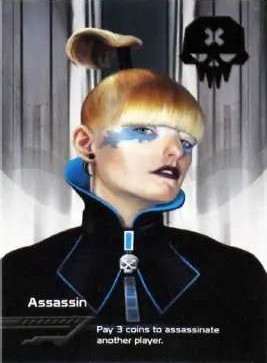 Assassin
Pay 3 coins to assassinate
another player.